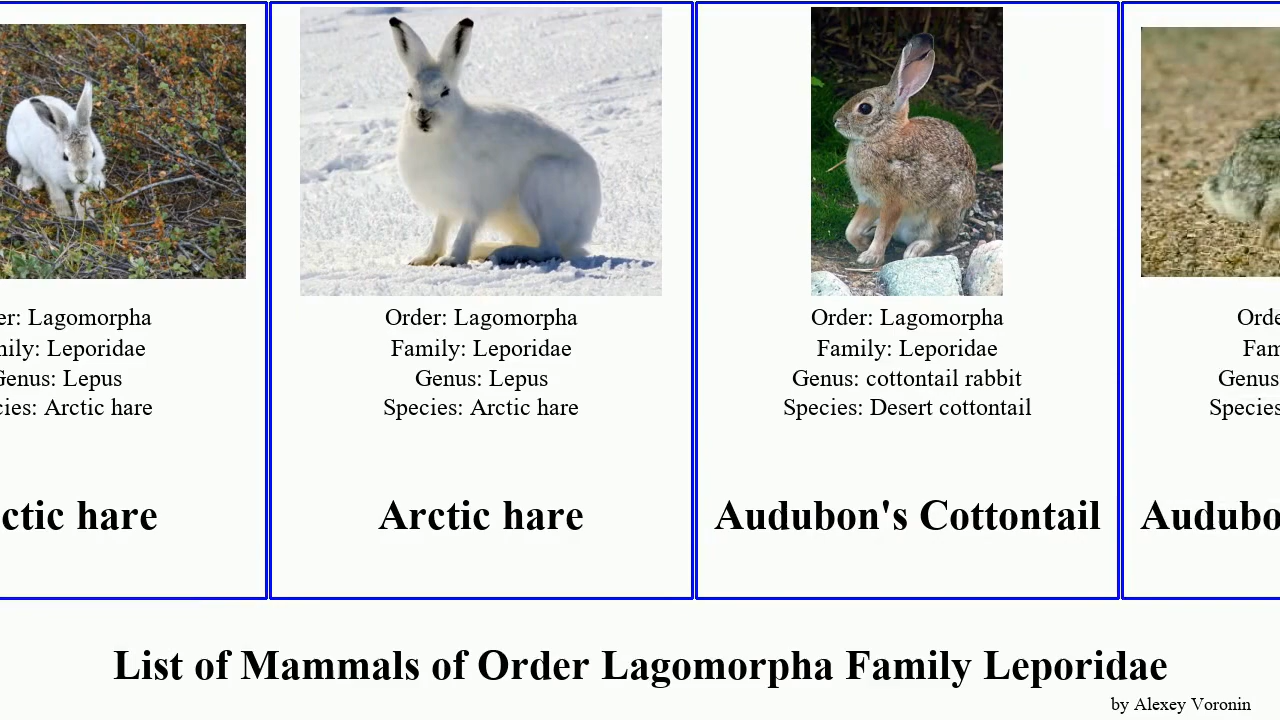 er: Lagomorpha
nily: Leporidae
Genus: Lepus
cies: Arctic hare
ctic hare
Order: Lagomorpha
Family: Leporidae
Genus: Lepus
Species: Arctic hare
Arctic hare
Order: Lagomorpha
Family: Leporidae
Genus: cottontail rabbit
Species: Desert cottontail
Audubon's Cottontail
Orde
Fam
Genus
Species
Audubo
List of Mammals of Order Lagomorpha Family Leporidae
by Alexey Voronin